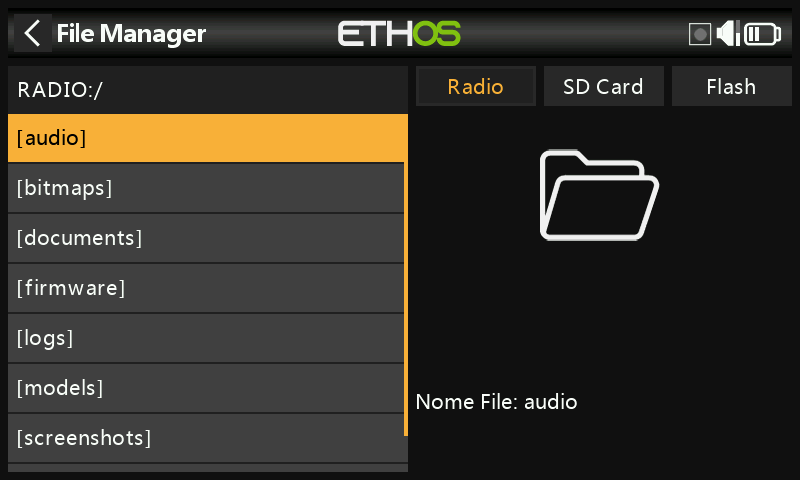 File Manager
ETHOS
RADIO:/
Radio
SD Card
Flash
[audio]
[bitmaps]
[documents]
[firmware]
[logs]
[models]
[screenshots]
Nome File: audio